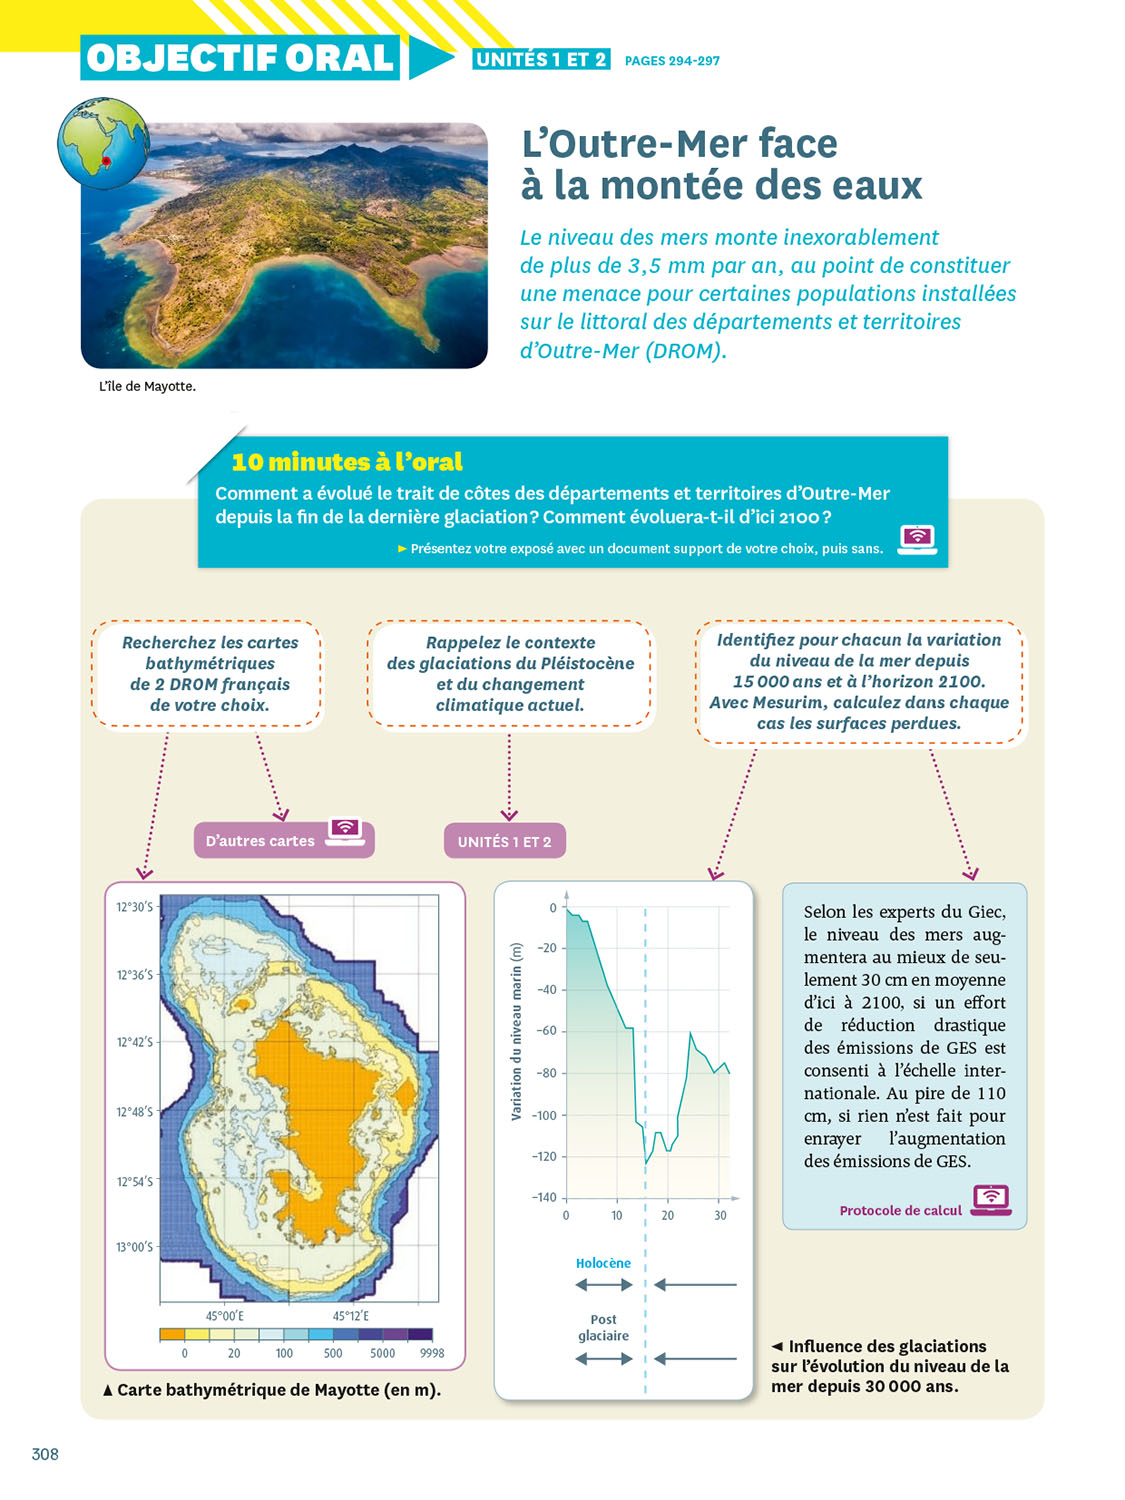 OBJECTIF ORAL
UNITÉS 1 ET 2
PAGES 294-297
L'Outre-Mer face
à la montée des eaux
Le niveau des mers monte inexorablement
de plus de 3,5 mm par an, au point de constituer
une menace pour certaines populations installées
sur le littoral des départements et territoires
d'Outre-Mer (DROM).
L'île de Mayotte.
10 minutes à l'oral
Comment a évolué le trait de côtes des départements et territoires d'Outre-Mer
depuis la fin de la dernière glaciation ? Comment évoluera-t-il d'ici 2100 ?
► Présentez votre exposé avec un document support de votre choix, puis sans.
Recherchez les cartes
bathymétriques
de 2 DROM français
de votre choix.
Rappelez le contexte
des glaciations du Pléistocène
et du changement
climatique actuel.
Identifiez pour chacun la variation
du niveau de la mer depuis
15 000 ans et à l'horizon 2100.
Avec Mesurim, calculez dans chaque
cas les surfaces perdues.
D'autres cartes
UNITÉS 1 ET 2
12°30'S
12°36'S
12°42'S
12°48'S
12°54'S
13°00'S
45°00'E
45°12'E
0
20
100
500
5000
9998
▲ Carte bathymétrique de Mayotte (en m).
Variation du niveau marin (m)
0
–20
–40
–60
–80
–100
–120
–140
0
10
20
30
Holocène
Post
glaciaire
Selon les experts du Giec,
le niveau des mers aug-
mentera au mieux de seu-
lement 30 cm en moyenne
d'ici à 2100, si un effort
de réduction drastique
des émissions de GES est
consenti à l'échelle inter-
nationale. Au pire de 110
cm, si rien n'est fait pour
enrayer l'augmentation
des émissions de GES.
Protocole de calcul
◄ Influence des glaciations
sur l'évolution du niveau de la
mer depuis 30 000 ans.
308